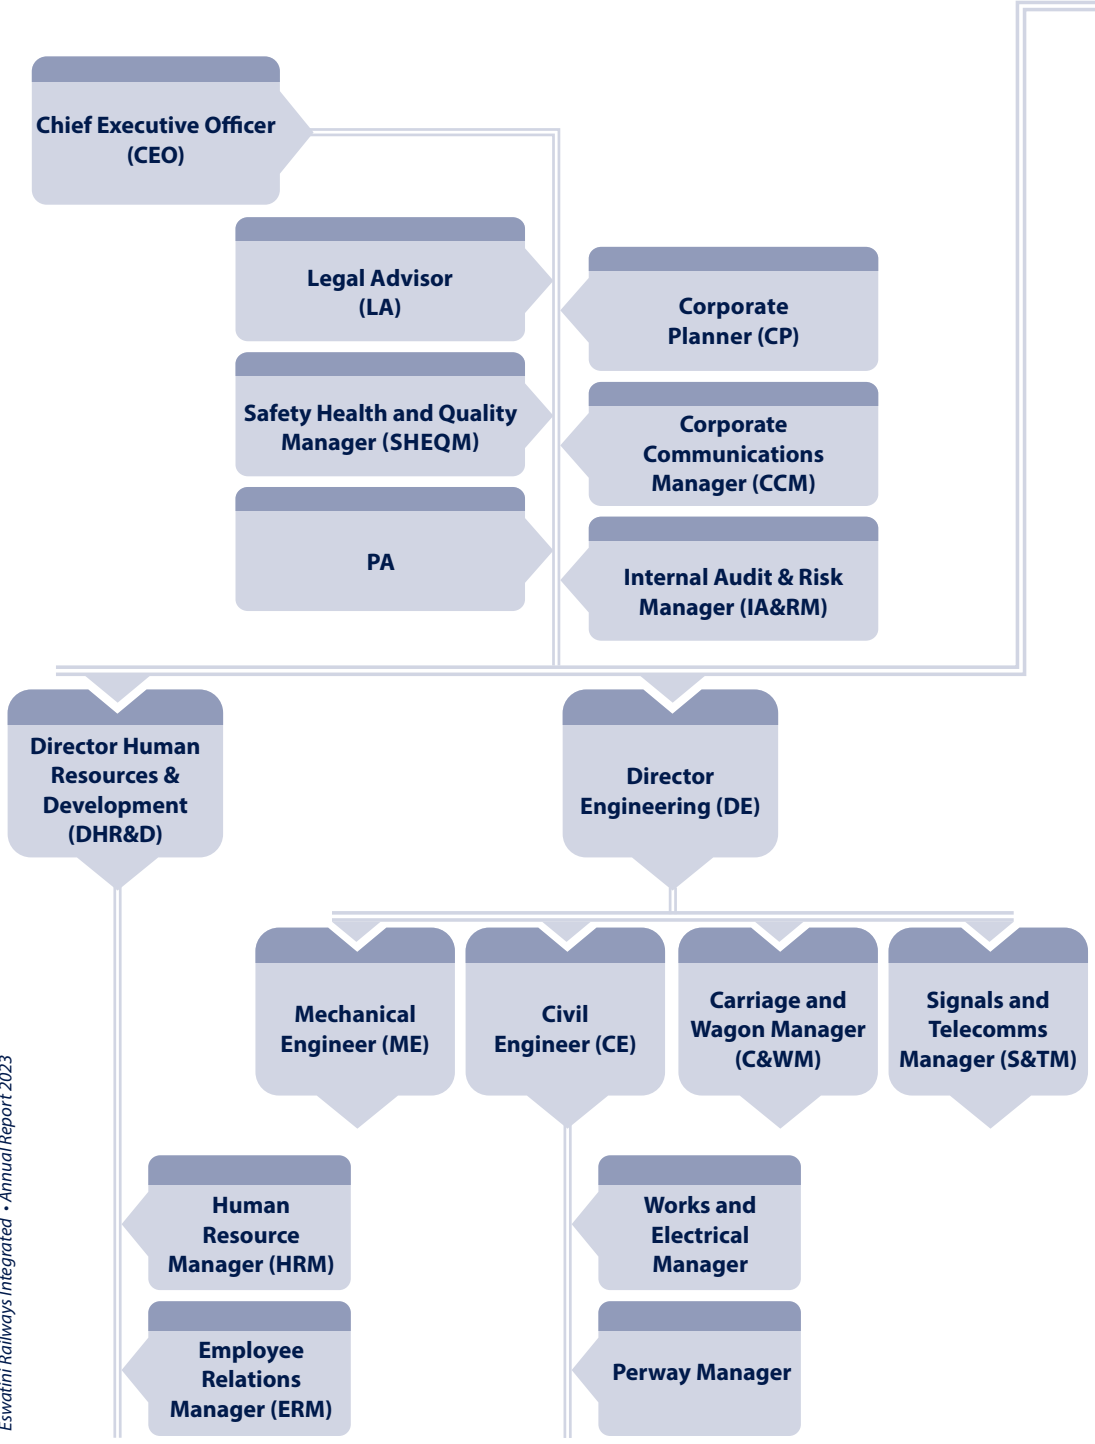 Chief Executive Officer
(CEO)
Legal Advisor
(LA)
Corporate
Planner (CP)
Safety Health and Quality
Manager (SHEQM)
Corporate
Communications
Manager (CCM)
PA
Internal Audit & Risk
Manager (IA&RM)
Director Human
Resources &
Development
(DHR&D)
Director
Engineering (DE)
Mechanical
Engineer (ME)
Civil
Engineer (CE)
Carriage and
Wagon Manager
(C&WM)
Signals and
Telecomms
Manager (S&TM)
Human
Resource
Manager (HRM)
Works and
Electrical
Manager
Employee
Relations
Manager (ERM)
Perway Manager
Eswatini Railways Integrated • Annual Report 2023